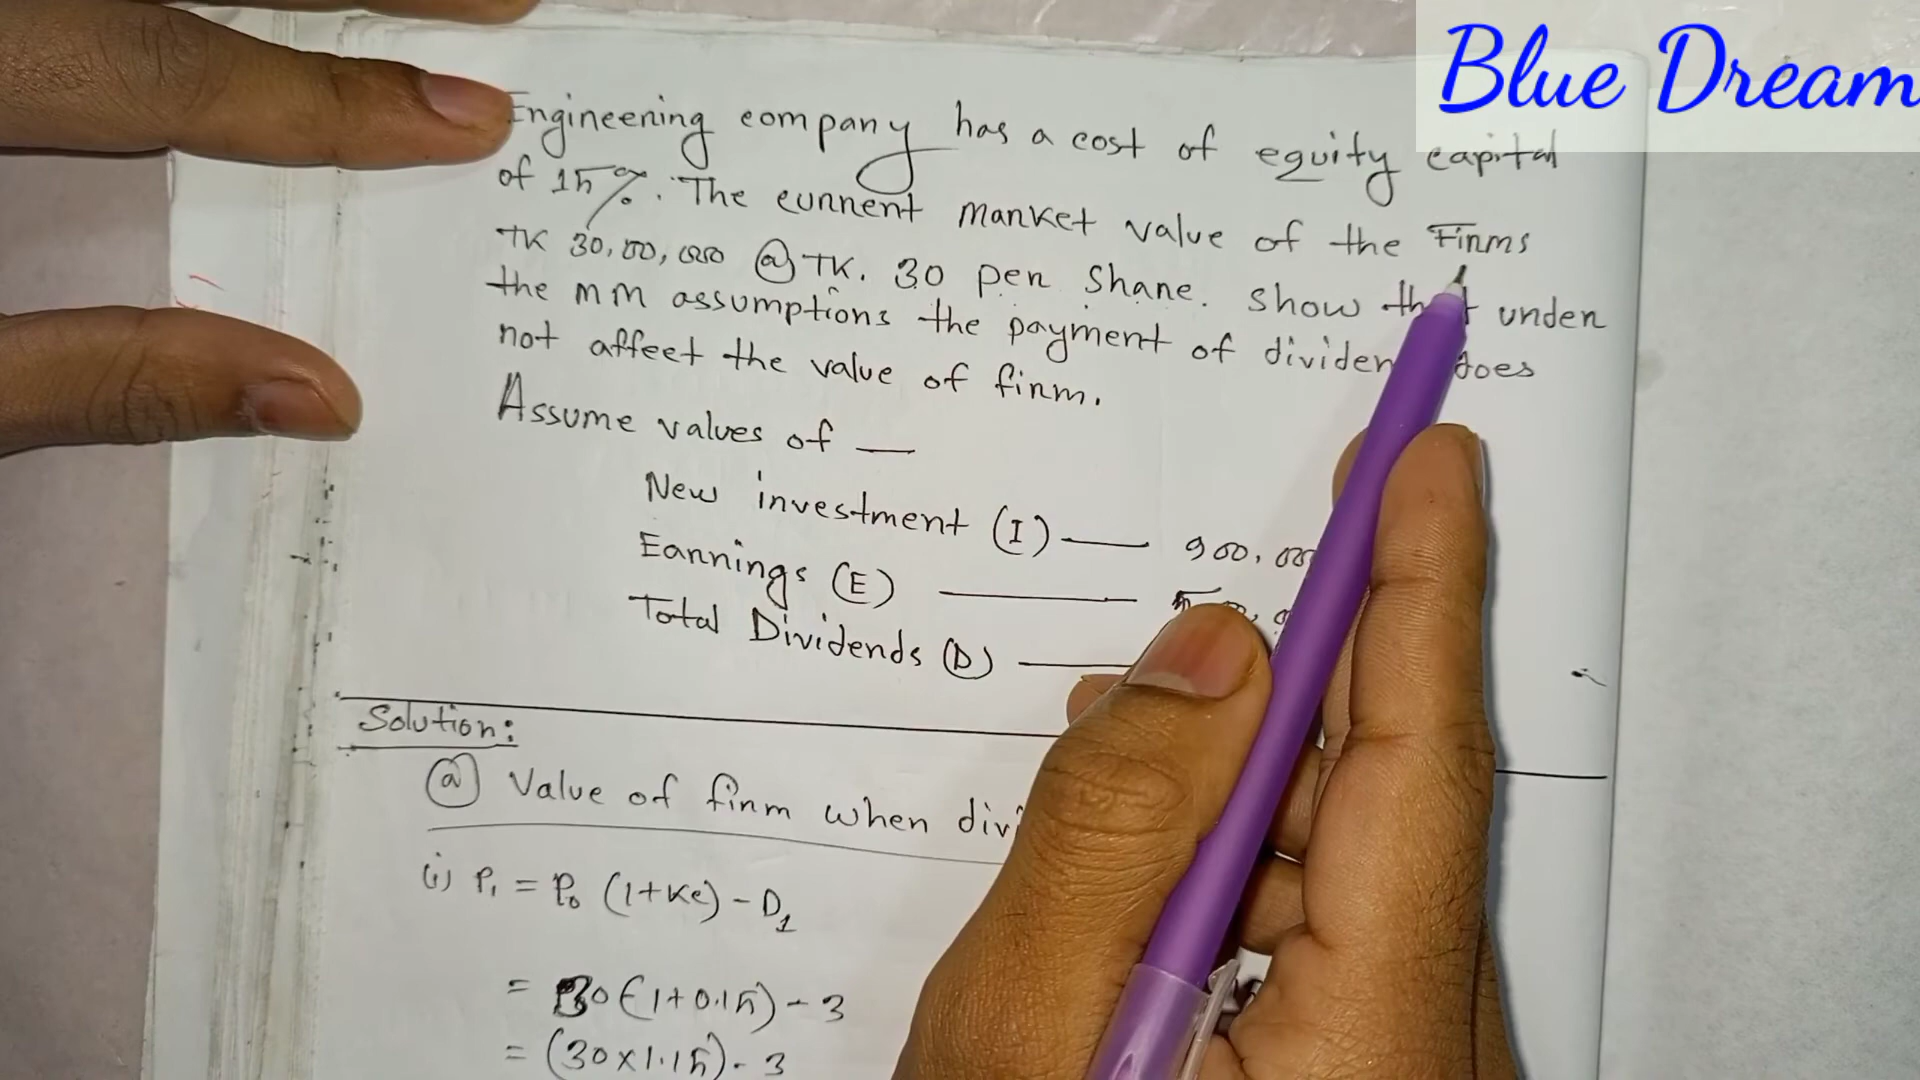 Blue Dream
Engineering company has a cost of equity capital
of 15%. The current market value of the Firms
TK 30,00,000 @ TK. 30 per share. Show that under
the MM assumptions the payment of dividend does
not affect the value of firm.
Assume values of —
New investment (I) — 900,000
Earnings (E) —
Total Dividends (D) —
Solution:
(a) Value of firm when
(i) P₁ = P₀ (1+Ke) - D₁
= 30 (1+0.15) - 3
= (30×1.15) - 3